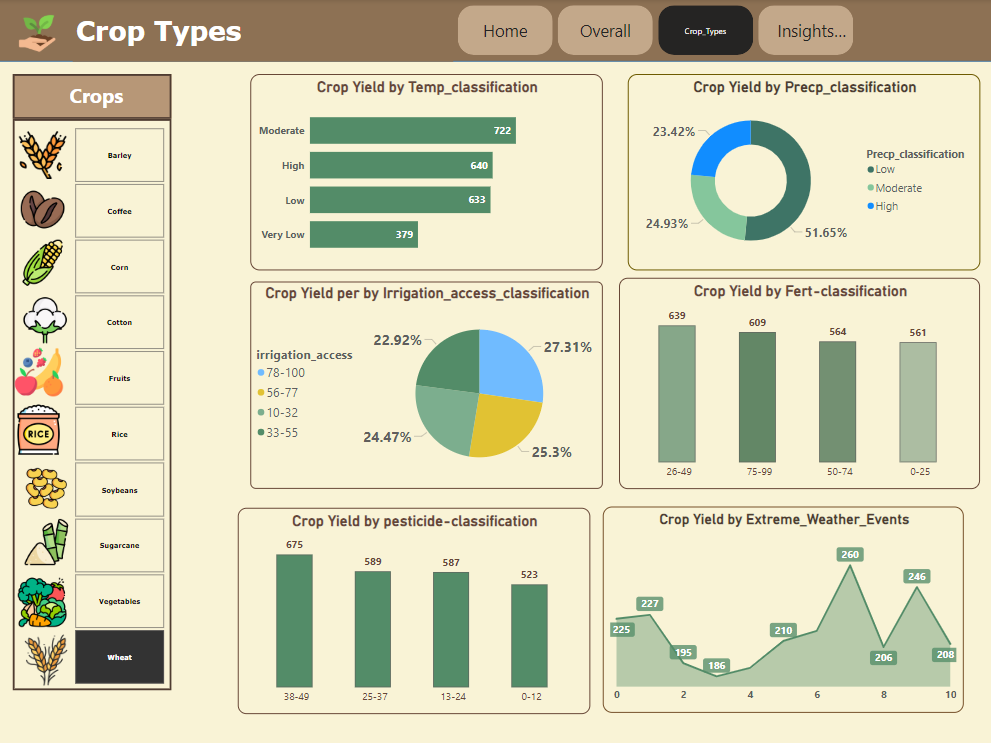 Crop Types
Home
Overall
Crop_Types
Insights...
Crops
Barley
Coffee
Corn
Cotton
Fruits
RICE
Rice
Soybeans
Sugarcane
Vegetables
Wheat
Crop Yield by Temp_classification
Moderate 722
High 640
Low 633
Very Low 379
Crop Yield by Precp_classification
23.42%
24.93%
51.65%
Precp_classification
Low
Moderate
High
Crop Yield per by Irrigation_access_classification
irrigation_access
78-100
56-77
10-32
33-55
22.92%
27.31%
24.47%
25.3%
Crop Yield by Fert-classification
639 609 564 561
26-49 75-99 50-74 0-25
Crop Yield by pesticide-classification
675 589 587 523
38-49 25-37 13-24 0-12
Crop Yield by Extreme_Weather_Events
225 227 195 186 210 260 206 246 208
0 2 4 6 8 10